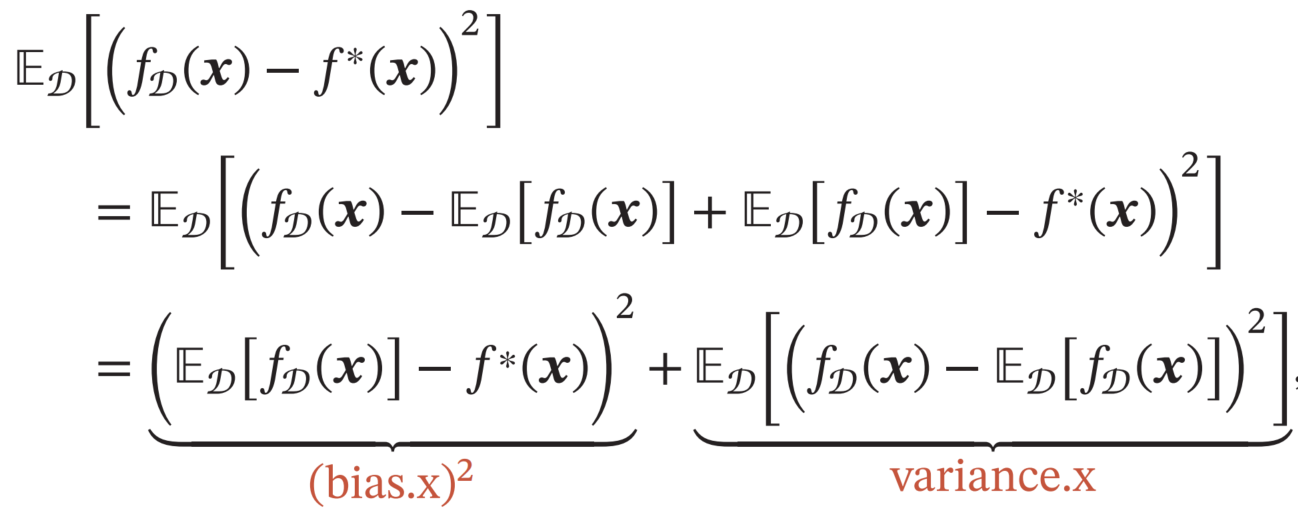 𝔼_𝒟[(f_𝒟(𝒙) − f*(𝒙))²]
= 𝔼_𝒟[(f_𝒟(𝒙) − 𝔼_𝒟[f_𝒟(𝒙)] + 𝔼_𝒟[f_𝒟(𝒙)] − f*(𝒙))²]
= (𝔼_𝒟[f_𝒟(𝒙)] − f*(𝒙))² + 𝔼_𝒟[(f_𝒟(𝒙) − 𝔼_𝒟[f_𝒟(𝒙)])²],
(bias.x)² variance.x